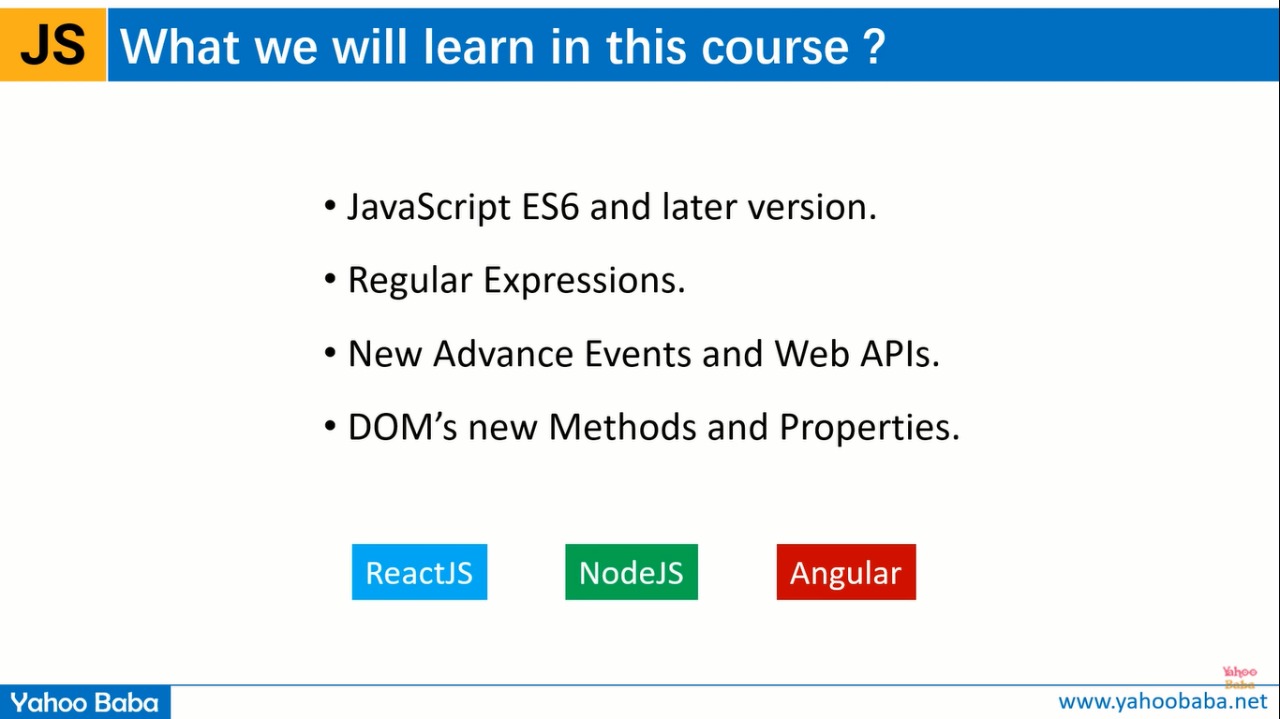 JS What we will learn in this course ?
• JavaScript ES6 and later version.
• Regular Expressions.
• New Advance Events and Web APIs.
• DOM’s new Methods and Properties.
ReactJS NodeJS Angular
Yahoo
Baba
Yahoo Baba www.yahoobaba.net